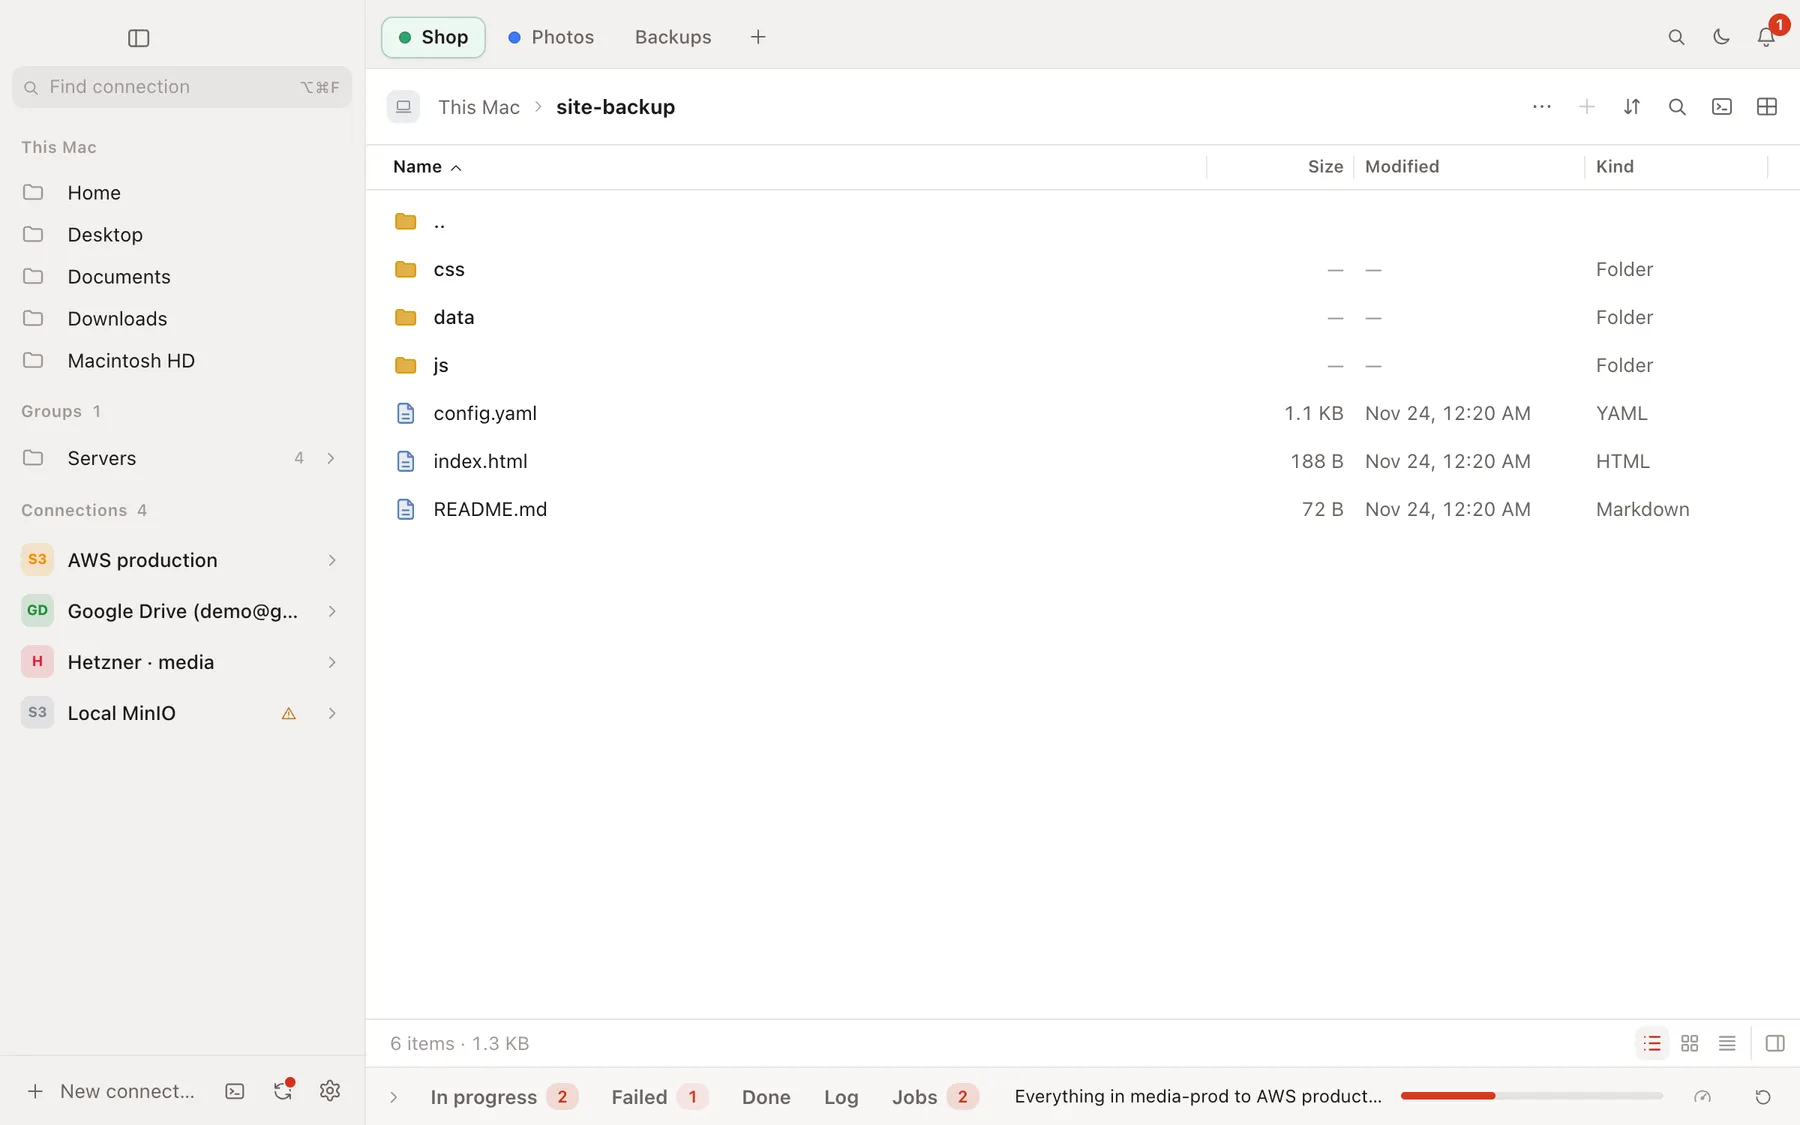 Shop
Photos
Backups
1
Find connection
⌥⌘F
This Mac
Home
Desktop
Documents
Downloads
Macintosh HD
Groups 1
Servers 4
Connections 4
S3 AWS production
GD Google Drive (demo@g...
H Hetzner · media
S3 Local MinIO
New connect...
This Mac > site-backup
Name Size Modified Kind
..
css — — Folder
data — — Folder
js — — Folder
config.yaml 1.1 KB Nov 24, 12:20 AM YAML
index.html 188 B Nov 24, 12:20 AM HTML
README.md 72 B Nov 24, 12:20 AM Markdown
6 items · 1.3 KB
In progress 2 Failed 1 Done Log Jobs 2 Everything in media-prod to AWS product...